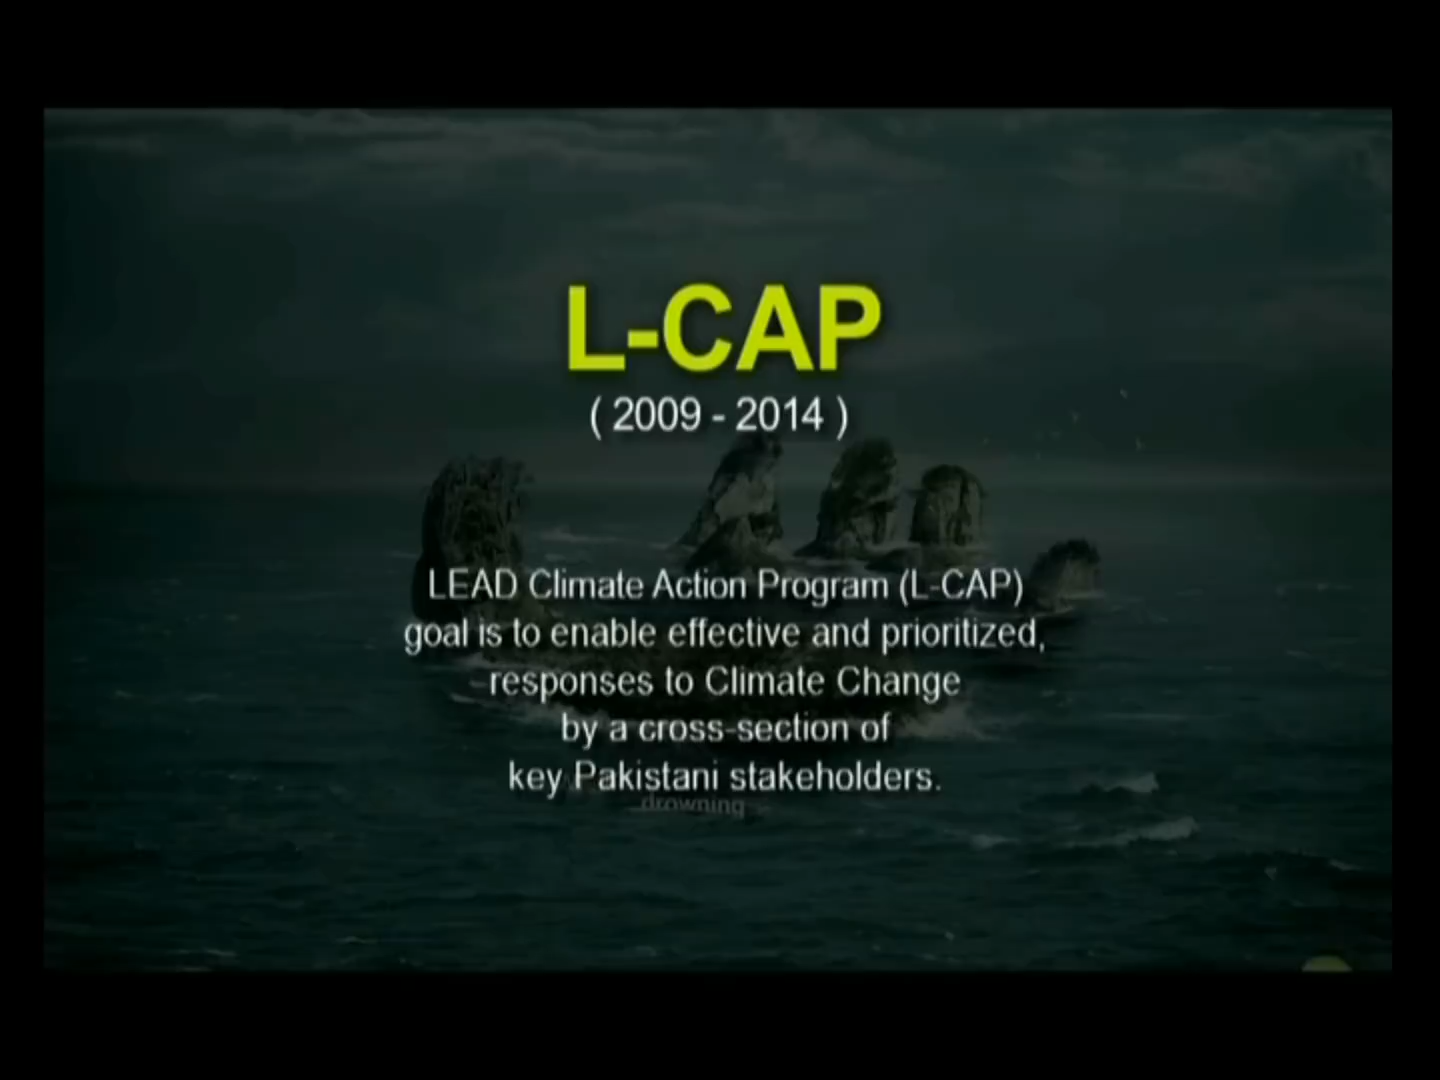 L-CAP
( 2009 - 2014 )
LEAD Climate Action Program (L-CAP)
goal is to enable effective and prioritized,
responses to Climate Change
by a cross-section of
key Pakistani stakeholders.
drowning